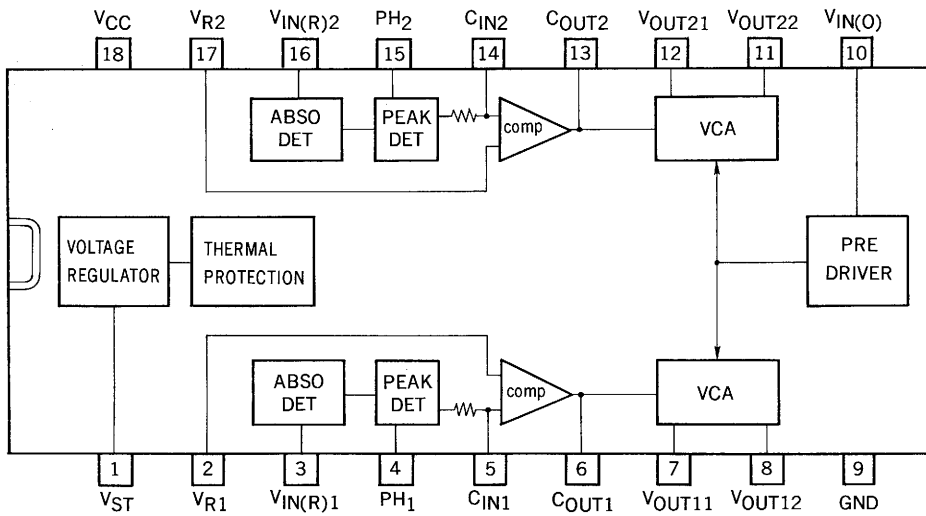 VCC VR2 VIN(R)2 PH2 CIN2 COUT2 VOUT21 VOUT22 VIN(O)
18 17 16 15 14 13 12 11 10
ABSO
DET
PEAK
DET
comp
VCA
VOLTAGE
REGULATOR
THERMAL
PROTECTION
PRE
DRIVER
ABSO
DET
PEAK
DET
comp
VCA
1 2 3 4 5 6 7 8 9
VST VR1 VIN(R)1 PH1 CIN1 COUT1 VOUT11 VOUT12 GND